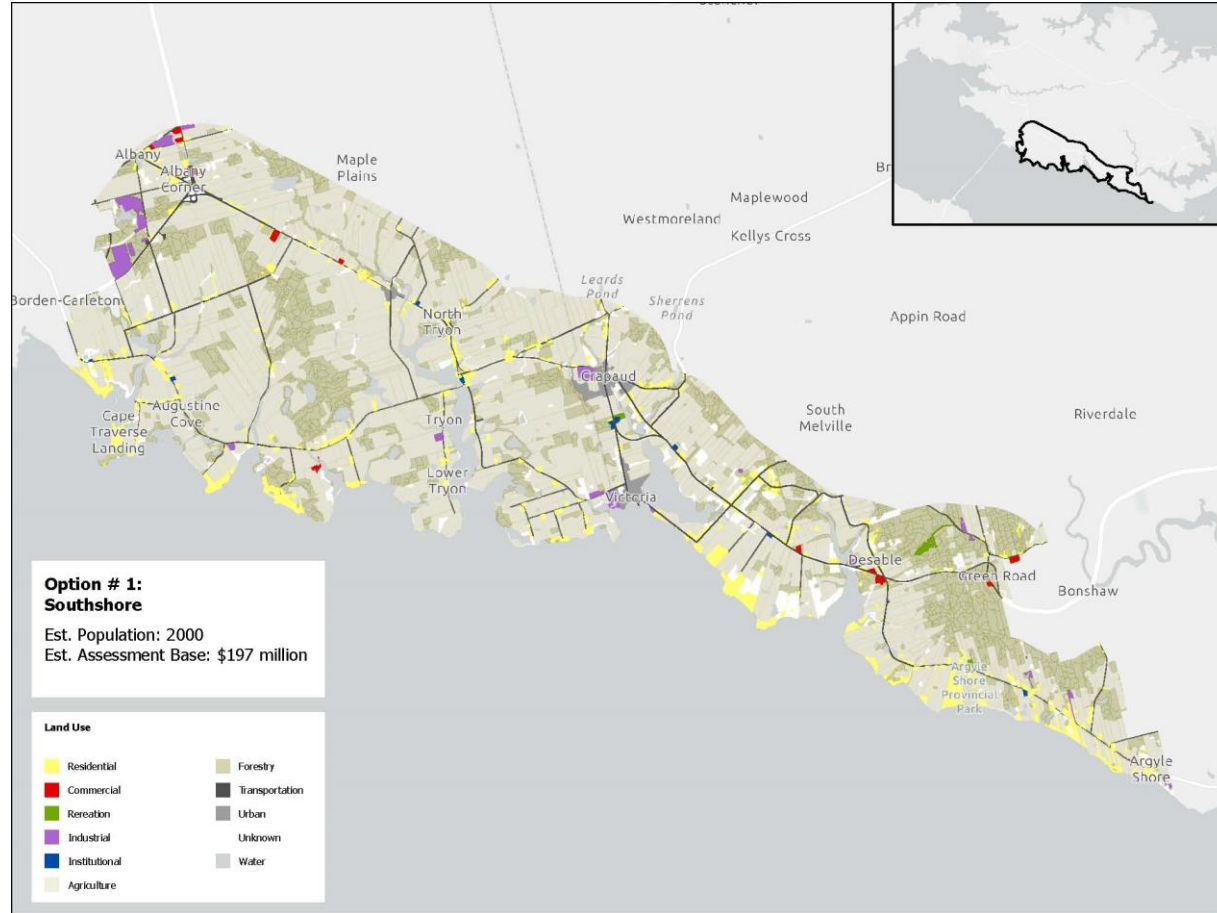 Albany
Albany
Corner
Maple
Plains
Maplewood
Westmoreland
Kellys Cross
Leards
Pond
Sherrens
Pond
Borden-Carleton
North
Tryon
Appin Road
Crapaud
Cape
Traverse
Landing
Augustine
Cove
Tryon
South
Melville
Riverdale
Lower
Tryon
Victoria
Desable
Green Road
Bonshaw
Argyle
Shore
Provincial
Park
Argyle
Shore
Option # 1:
Southshore
Est. Population: 2000
Est. Assessment Base: $197 million
Land Use
Residential
Commercial
Rereation
Industrial
Institutional
Agriculture
Forestry
Transportation
Urban
Unknown
Water